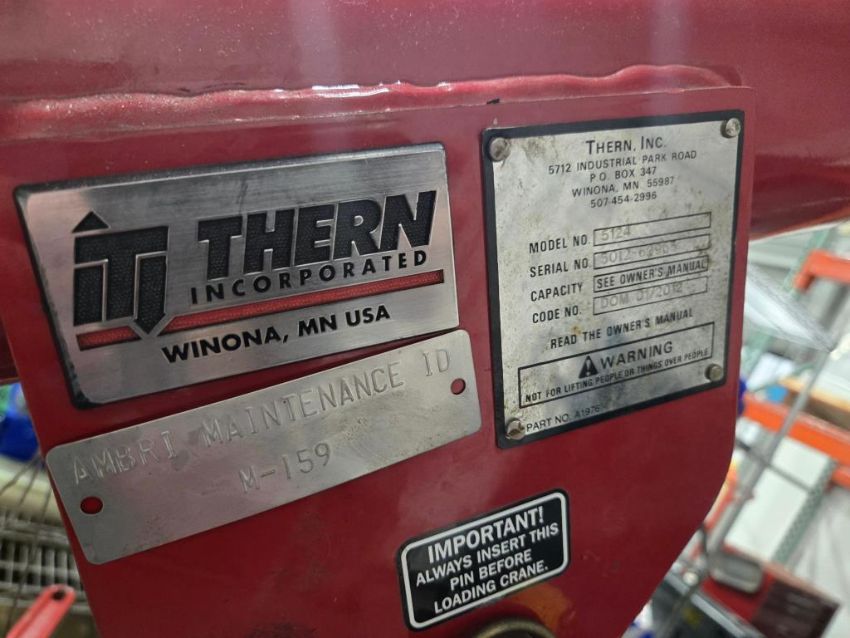 THERN
INCORPORATED
WINONA, MN USA
AMBRI MAINTENANCE ID
M-159
THERN, INC.
5712 INDUSTRIAL PARK ROAD
P.O. BOX 347
WINONA, MN 55987
507-454-2996
MODEL NO. 5124
SERIAL NO.
CAPACITY SEE OWNER'S MANUAL
CODE NO. DOM 01/2012
READ THE OWNER'S MANUAL
WARNING
NOT FOR LIFTING PEOPLE OR THINGS OVER PEOPLE
PART NO. A1976
IMPORTANT!
ALWAYS INSERT THIS
PIN BEFORE
LOADING CRANE.